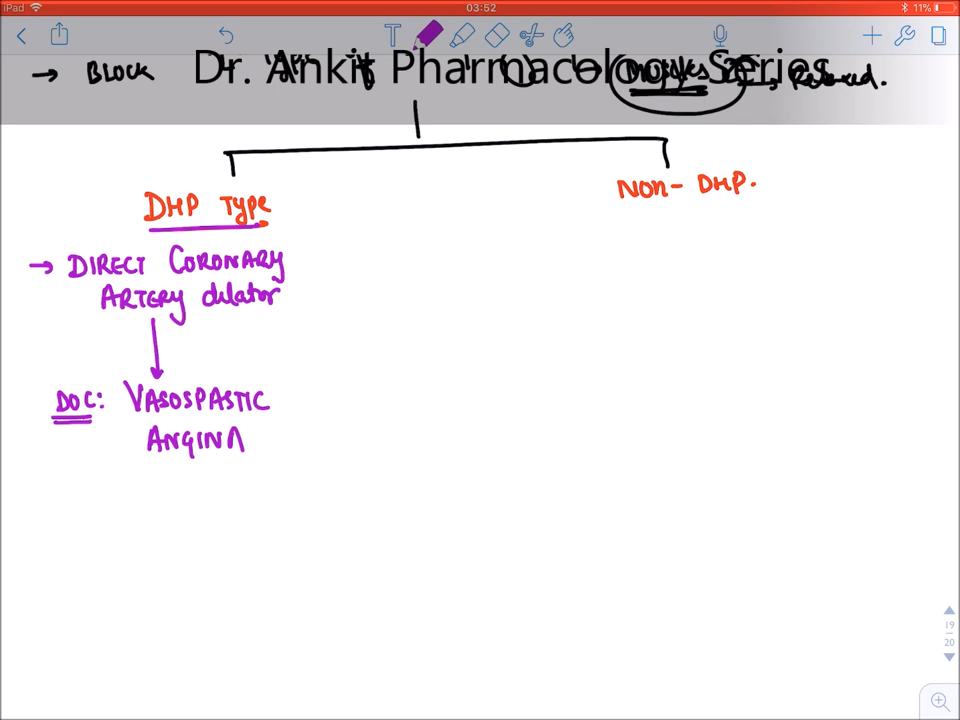 iPad 03:52 11%
T
→ BLOCK
Dr. Ankit Pharmacology Series
DHP TYPE
NON-DHP.
→ DIRECT CORONARY
ARTERY dilator
DOC: VASOSPASTIC
ANGINA
19
20